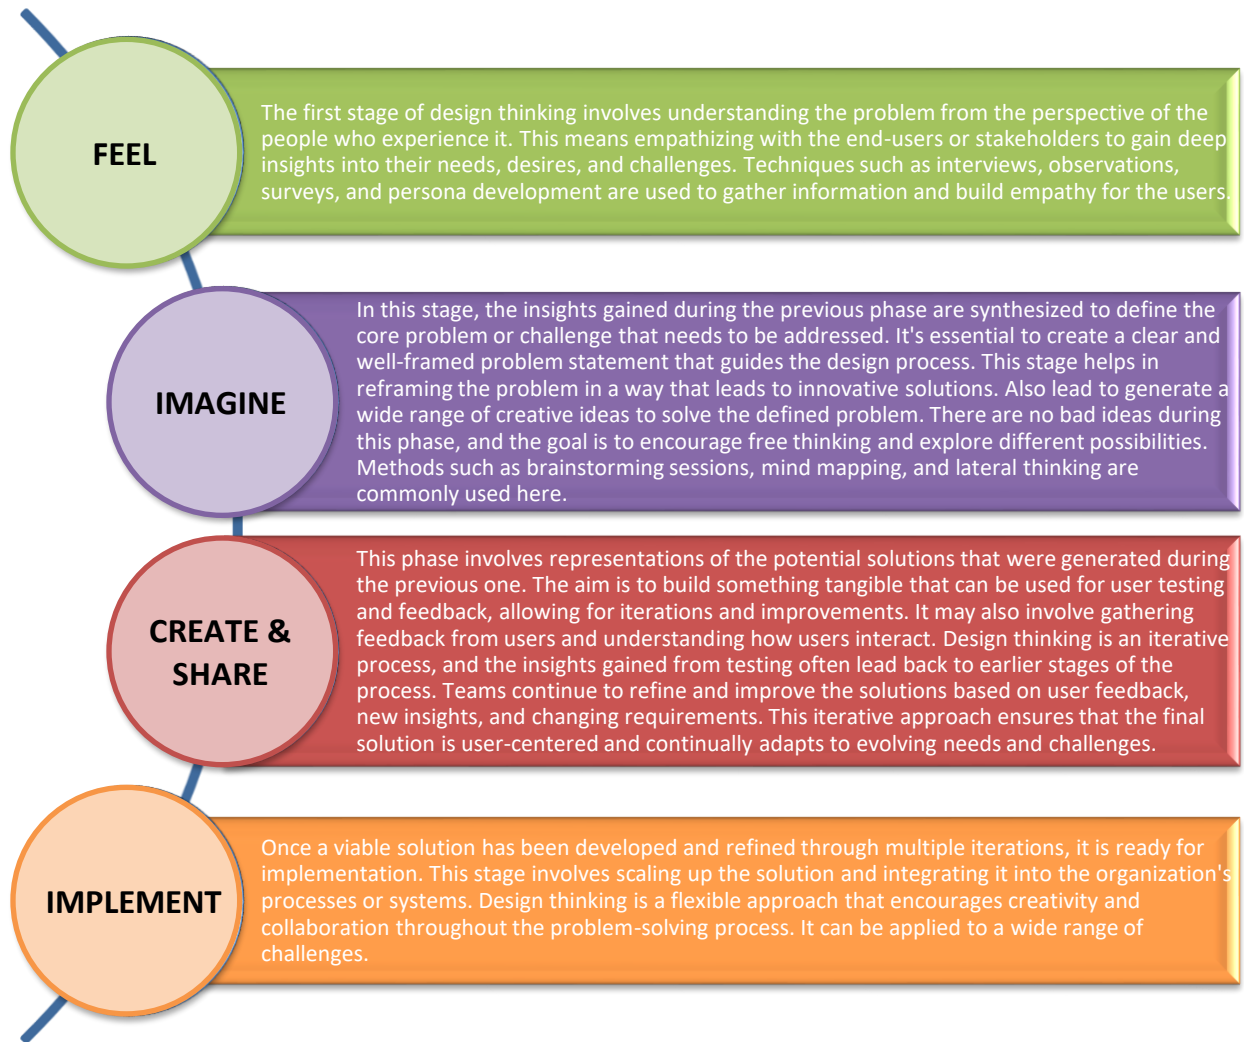 FEEL
The first stage of design thinking involves understanding the problem from the perspective of the
people who experience it. This means empathizing with the end-users or stakeholders to gain deep
insights into their needs, desires, and challenges. Techniques such as interviews, observations,
surveys, and persona development are used to gather information and build empathy for the users.
IMAGINE
In this stage, the insights gained during the previous phase are synthesized to define the
core problem or challenge that needs to be addressed. It's essential to create a clear and
well-framed problem statement that guides the design process. This stage helps in
reframing the problem in a way that leads to innovative solutions. Also lead to generate a
wide range of creative ideas to solve the defined problem. There are no bad ideas during
this phase, and the goal is to encourage free thinking and explore different possibilities.
Methods such as brainstorming sessions, mind mapping, and lateral thinking are
commonly used here.
CREATE &
SHARE
This phase involves representations of the potential solutions that were generated during
the previous one. The aim is to build something tangible that can be used for user testing
and feedback, allowing for iterations and improvements. It may also involve gathering
feedback from users and understanding how users interact. Design thinking is an iterative
process, and the insights gained from testing often lead back to earlier stages of the
process. Teams continue to refine and improve the solutions based on user feedback,
new insights, and changing requirements. This iterative approach ensures that the final
solution is user-centered and continually adapts to evolving needs and challenges.
IMPLEMENT
Once a viable solution has been developed and refined through multiple iterations, it is ready for
implementation. This stage involves scaling up the solution and integrating it into the organization's
processes or systems. Design thinking is a flexible approach that encourages creativity and
collaboration throughout the problem-solving process. It can be applied to a wide range of
challenges.